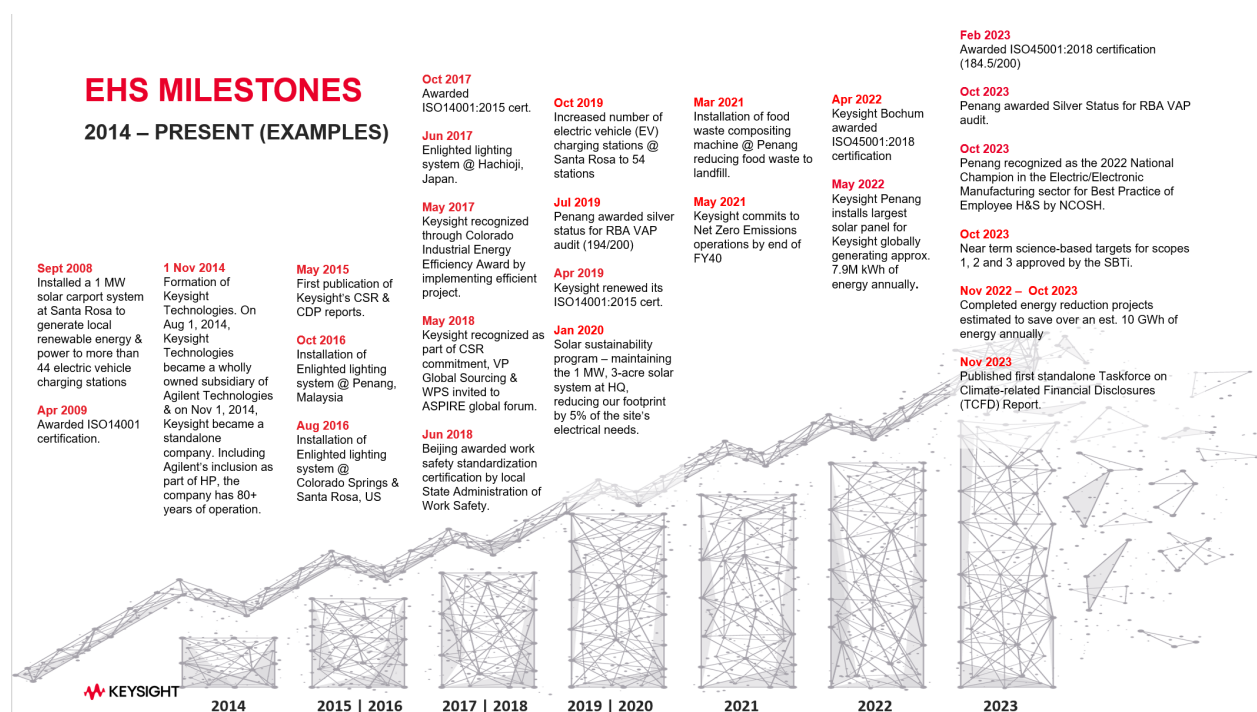 EHS MILESTONES
2014 – PRESENT (EXAMPLES)
Sept 2008
Installed a 1 MW
solar carport system
at Santa Rosa to
generate local
renewable energy &
power to more than
44 electric vehicle
charging stations
Apr 2009
Awarded ISO14001
certification.
1 Nov 2014
Formation of
Keysight
Technologies. On
Aug 1, 2014,
Keysight
Technologies
became a wholly
owned subsidiary of
Agilent Technologies
& on Nov 1, 2014,
Keysight became a
standalone
company. Including
Agilent's inclusion as
part of HP, the
company has 80+
years of operation.
May 2015
First publication of
Keysight's CSR &
CDP reports.
Oct 2016
Installation of
Enlighted lighting
system @ Penang,
Malaysia
Aug 2016
Installation of
Enlighted lighting
system @
Colorado Springs &
Santa Rosa, US
Oct 2017
Awarded
ISO14001:2015 cert.
Jun 2017
Enlighted lighting
system @ Hachioji,
Japan.
May 2017
Keysight recognized
through Colorado
Industrial Energy
Efficiency Award by
implementing efficient
project.
May 2018
Keysight recognized as
part of CSR
commitment, VP
Global Sourcing &
WPS invited to
ASPIRE global forum.
Jun 2018
Beijing awarded work
safety standardization
certification by local
State Administration of
Work Safety.
Oct 2019
Increased number of
electric vehicle (EV)
charging stations @
Santa Rosa to 54
stations
Jul 2019
Penang awarded silver
status for RBA VAP
audit (194/200)
Apr 2019
Keysight renewed its
ISO14001:2015 cert.
Jan 2020
Solar sustainability
program – maintaining
the 1 MW, 3-acre solar
system at HQ,
reducing our footprint
by 5% of the site's
electrical needs.
Mar 2021
Installation of food
waste compositing
machine @ Penang
reducing food waste to
landfill.
May 2021
Keysight commits to
Net Zero Emissions
operations by end of
FY40
Apr 2022
Keysight Bochum
awarded
ISO45001:2018
certification
May 2022
Keysight Penang
installs largest
solar panel for
Keysight globally
generating approx.
7.9M kWh of
energy annually.
Feb 2023
Awarded ISO45001:2018 certification
(184.5/200)
Oct 2023
Penang awarded Silver Status for RBA VAP
audit.
Oct 2023
Penang recognized as the 2022 National
Champion in the Electric/Electronic
Manufacturing sector for Best Practice of
Employee H&S by NCOSH.
Oct 2023
Near term science-based targets for scopes
1, 2 and 3 approved by the SBTi.
Nov 2022 – Oct 2023
Completed energy reduction projects
estimated to save over an est. 10 GWh of
energy annually
Nov 2023
Published first standalone Taskforce on
Climate-related Financial Disclosures
(TCFD) Report.
KEYSIGHT
2014
2015 | 2016
2017 | 2018
2019 | 2020
2021
2022
2023